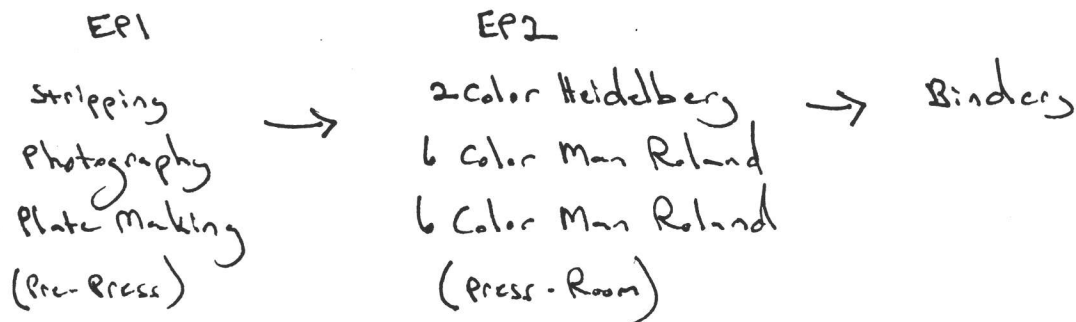 EP1
Stripping
Photography
Plate Making
(Pre-Press)
→
EP2
2 Color Heidelberg
6 Color Man Roland
6 Color Man Roland
(Press-Room)
→
Bindery